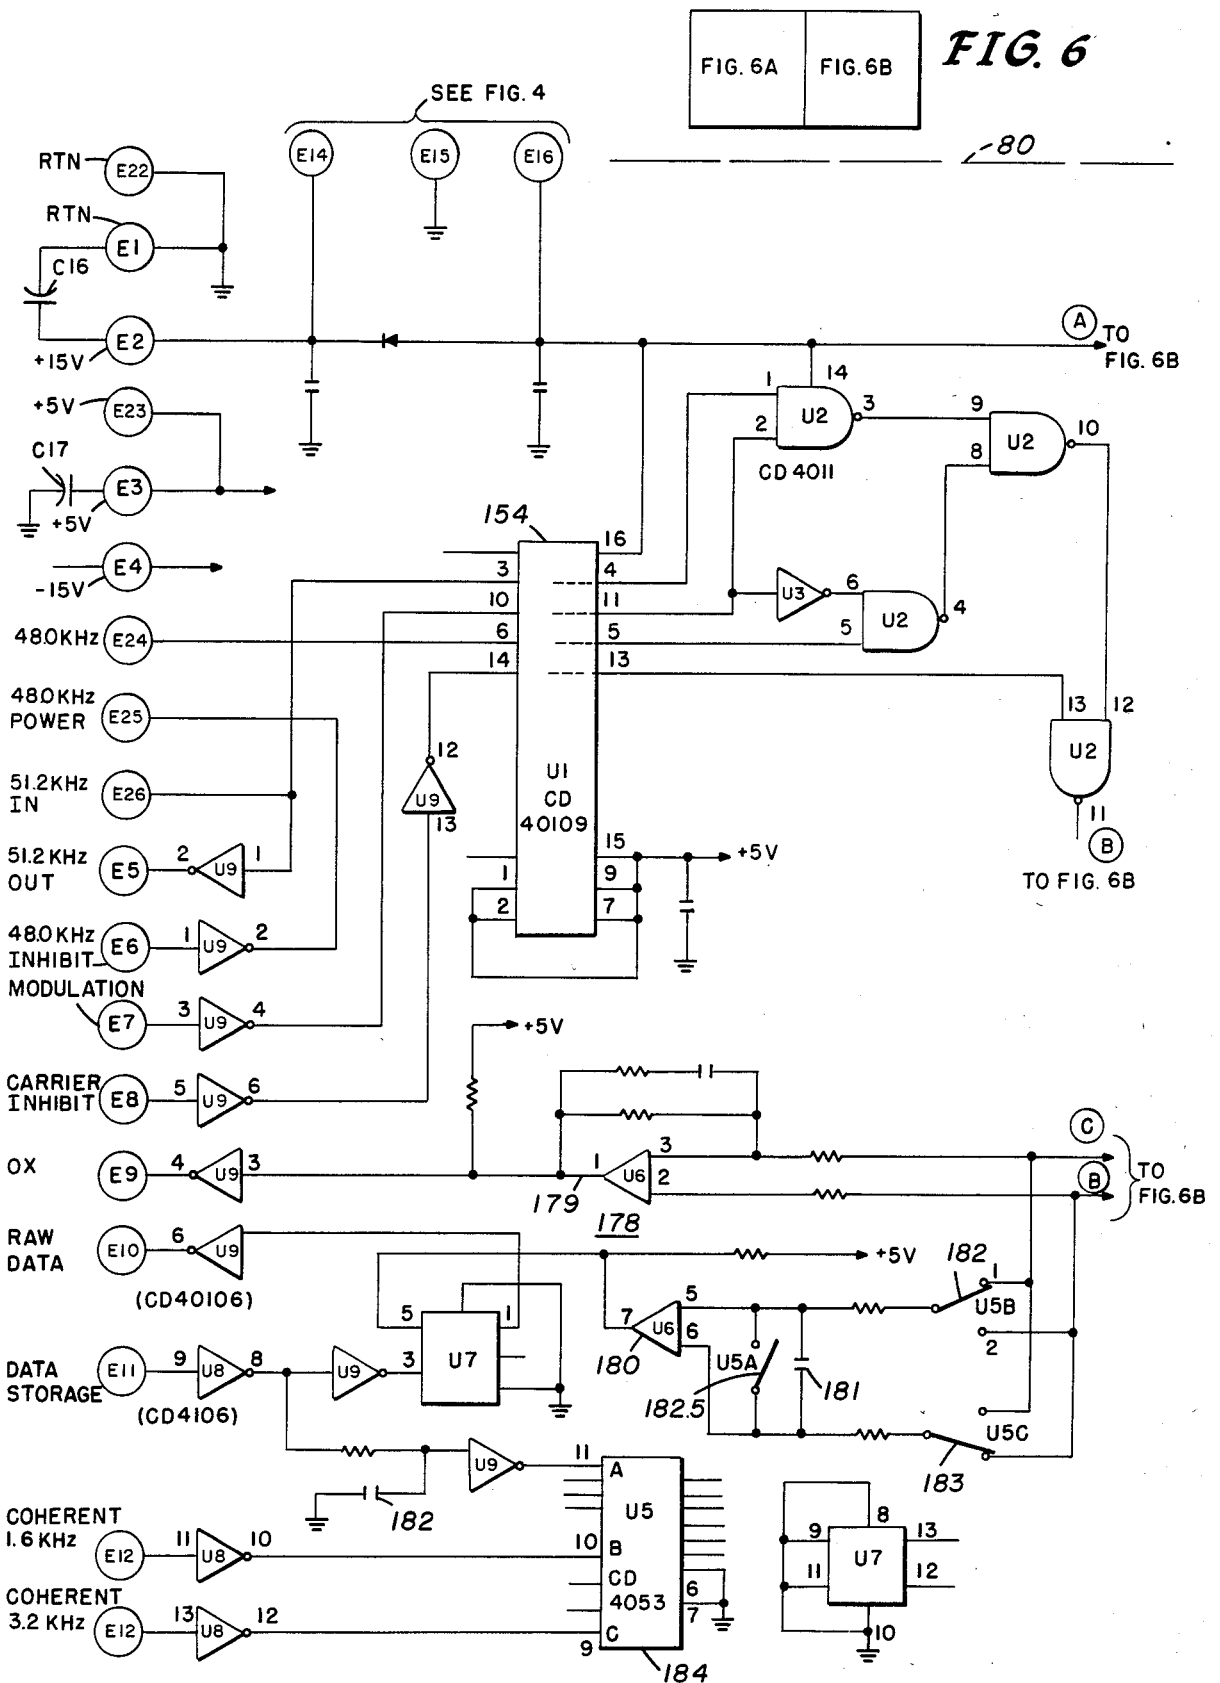 FIG. 6A
FIG. 6B
FIG. 6
SEE FIG. 4
80
E14
E15
E16
RTN
E22
RTN
E1
C16
E2
+15V
A
TO
FIG. 6B
+5V
E23
C17
E3
+5V
E4
-15V
1
14
2
U2
3
CD 4011
9
8
U2
10
154
16
3
4
10
11
6
5
14
13
U3
6
5
U2
4
48.0KHz
E24
48.0KHz
POWER
E25
51.2KHz
IN
E26
51.2KHz
OUT
E5
2
U9
1
12
U9
13
U1
CD
40109
15
9
7
1
2
+5V
13
12
U2
11
B
TO FIG. 6B
48.0KHz
INHIBIT
E6
1
U9
2
MODULATION
E7
3
U9
4
CARRIER
INHIBIT
E8
5
U9
6
+5V
OX
E9
4
U9
3
179
1
U6
3
2
178
C
B
TO
FIG.6B
RAW
DATA
E10
6
U9
(CD40106)
+5V
5
1
3
U7
7
U6
5
6
180
U5A
182.5
181
182
1
U5B
2
U5C
183
DATA
STORAGE
E11
9
U8
8
(CD4106)
U9
U9
182
11
A
U5
10
B
CD
4053
6
7
C
9
184
COHERENT
1.6KHz
E12
11
U8
10
COHERENT
3.2 KHz
E12
13
U8
12
8
9
13
U7
11
12
10